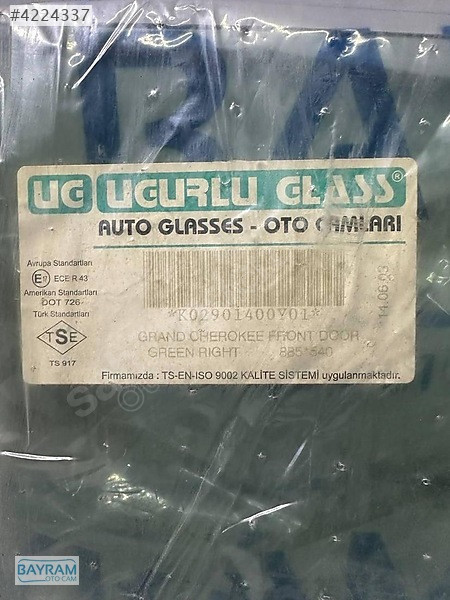 #4224337
BA
UG UGURLU GLASS®
AUTO GLASSES - OTO CAMLARI
Avrupa Standartları
ECE R 43
Amerikan Standartları
DOT 726
Türk Standartları
TSE
TS 917
*K02901400Y01*
14.06.03
GRAND CHEROKEE FRONT DOOR
GREEN RIGHT 885*540
Firmamızda : TS-EN-ISO 9002 KALİTE SİSTEMİ uygulanmaktadır.
BAYRAM
OTO CAM